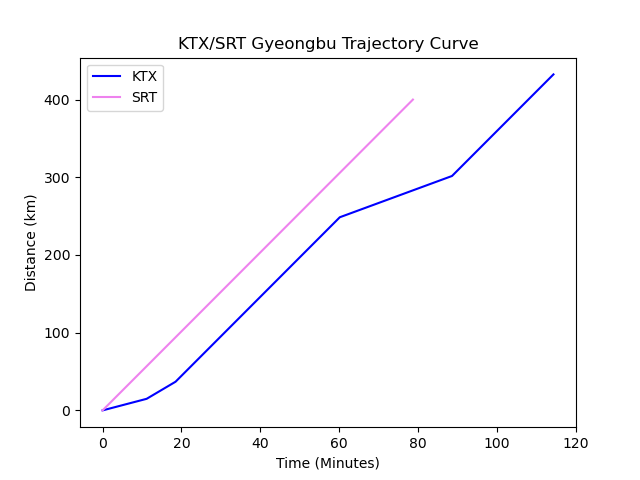 KTX/SRT Gyeongbu Trajectory Curve
KTX
SRT
400
300
200
100
0
Distance (km)
0 20 40 60 80 100 120
Time (Minutes)